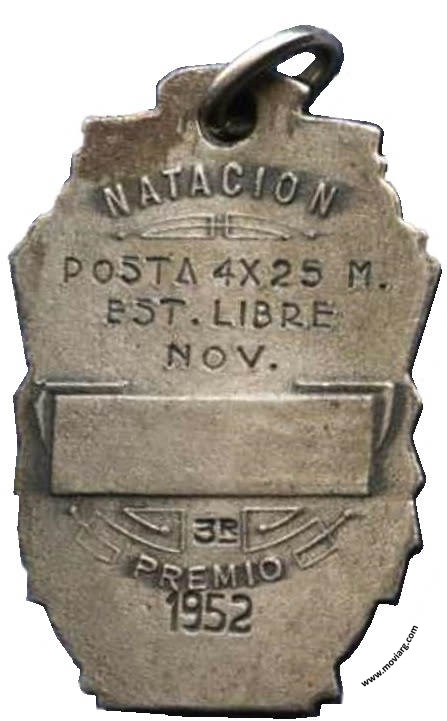 NATACION
POSTA 4X25 M.
EST. LIBRE
NOV.
3R
PREMIO
1952
www.moviarg.com